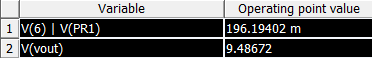 Variable Operating point value
1 V(6) | V(PR1) 196.19402 m
2 V(vout) 9.48672